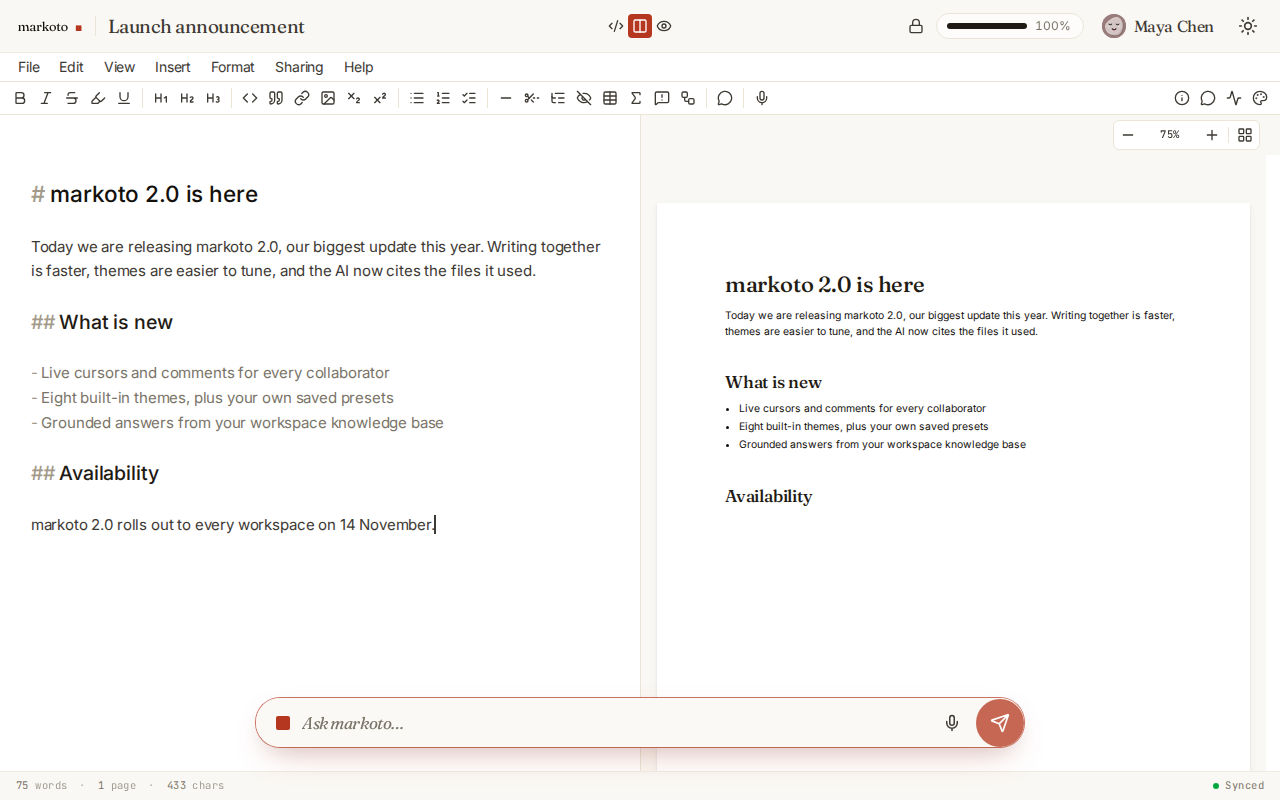 markoto
Launch announcement
100%
Maya Chen
File Edit View Insert Format Sharing Help
H1 H2 H3
75%
# markoto 2.0 is here
Today we are releasing markoto 2.0, our biggest update this year. Writing together
is faster, themes are easier to tune, and the AI now cites the files it used.
## What is new
- Live cursors and comments for every collaborator
- Eight built-in themes, plus your own saved presets
- Grounded answers from your workspace knowledge base
## Availability
markoto 2.0 rolls out to every workspace on 14 November.
markoto 2.0 is here
Today we are releasing markoto 2.0, our biggest update this year. Writing together is faster,
themes are easier to tune, and the AI now cites the files it used.
What is new
• Live cursors and comments for every collaborator
• Eight built-in themes, plus your own saved presets
• Grounded answers from your workspace knowledge base
Availability
Ask markoto...
75 words · 1 page · 433 chars
Synced